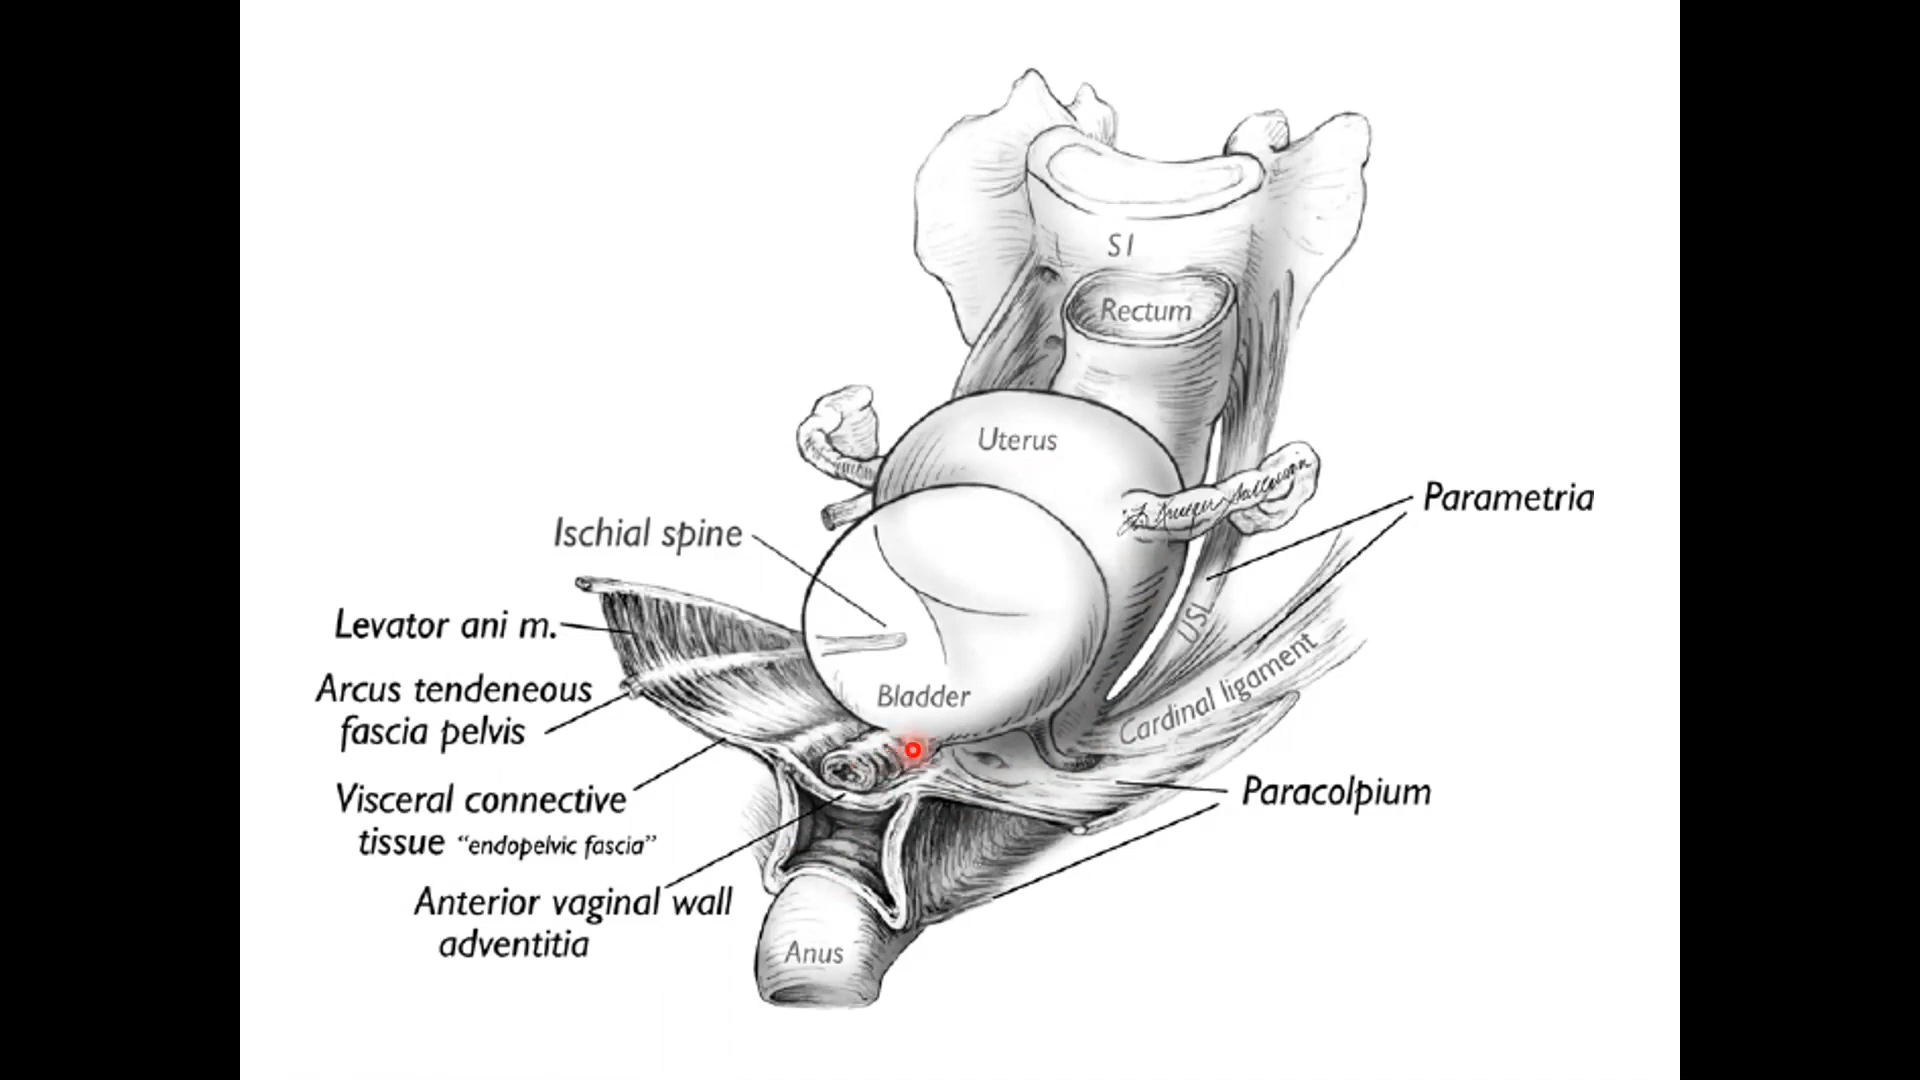 S1
Rectum
Uterus
Parametria
Ischial spine
Levator ani m.
USL
Arcus tendeneous
fascia pelvis
Bladder
Cardinal ligament
Visceral connective
tissue “endopelvic fascia”
Paracolpium
Anterior vaginal wall
adventitia
Anus